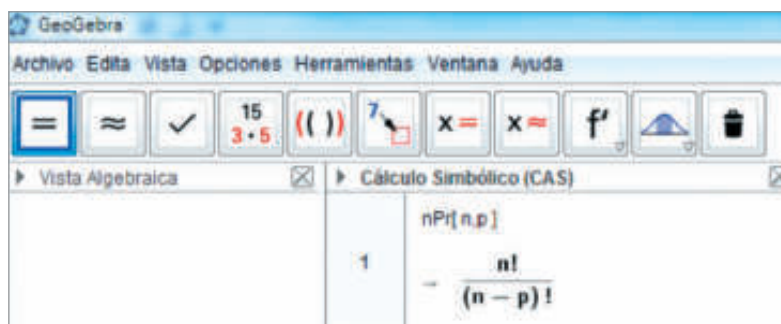 GeoGebra
Archivo Edita Vista Opciones Herramientas Ventana Ayuda
= ≈ ✓ 15 (( )) 7 x = x ≈ f'
3 • 5
Vista Algebraica
Cálculo Simbólico (CAS)
nPr[n,p]
1
→ n!
(n − p) !